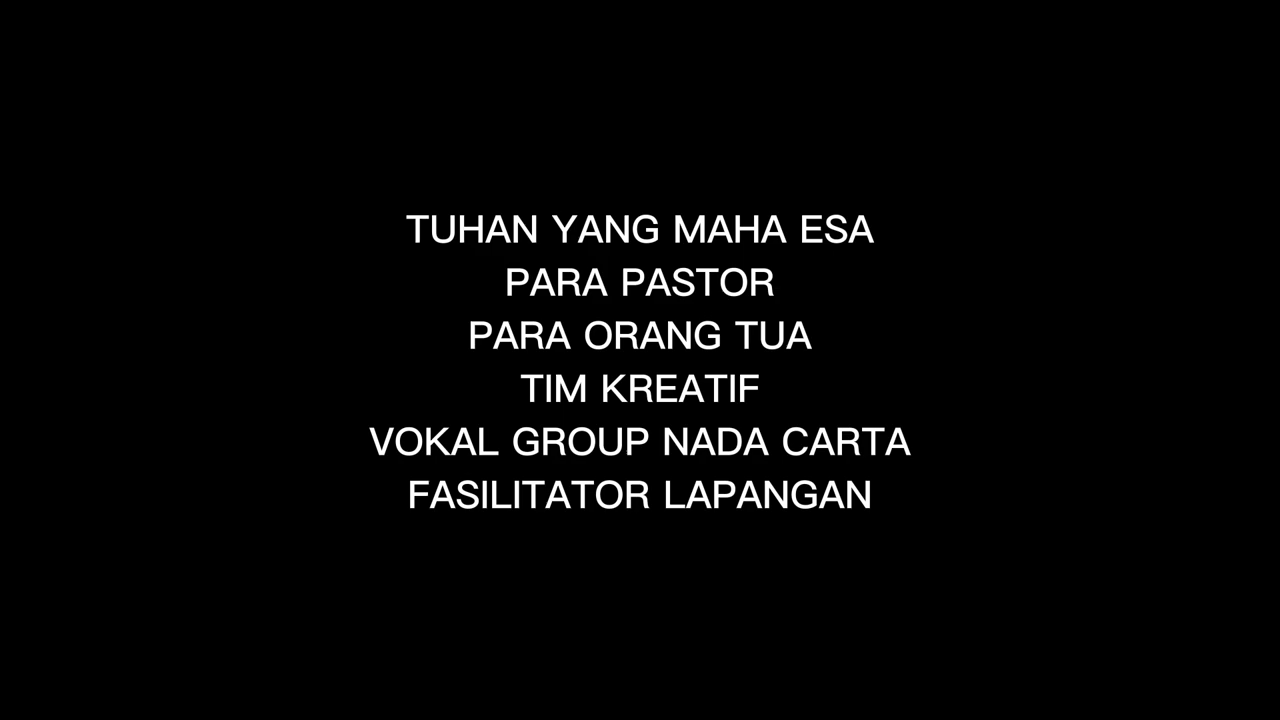 TUHAN YANG MAHA ESA
PARA PASTOR
PARA ORANG TUA
TIM KREATIF
VOKAL GROUP NADA CARTA
FASILITATOR LAPANGAN